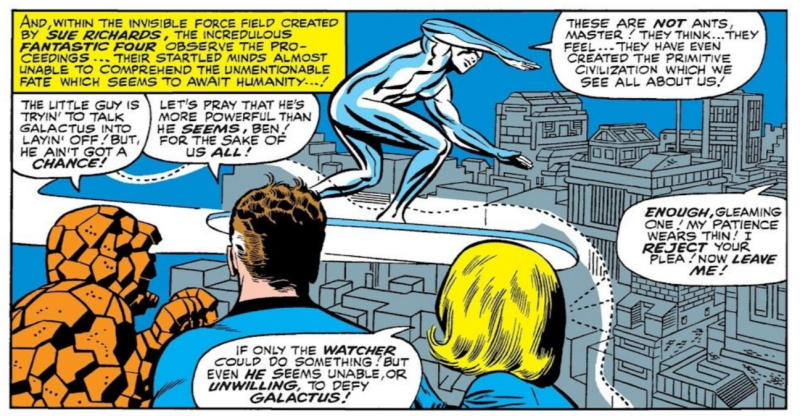 AND, WITHIN THE INVISIBLE FORCE FIELD CREATED
BY SUE RICHARDS, THE INCREDULOUS
FANTASTIC FOUR OBSERVE THE PRO-
CEEDINGS... THEIR STARTLED MINDS ALMOST
UNABLE TO COMPREHEND THE UNMENTIONABLE
FATE WHICH SEEMS TO AWAIT HUMANITY...!
THE LITTLE GUY IS
TRYIN' TO TALK
GALACTUS INTO
LAYIN' OFF! BUT,
HE AIN'T GOT A
CHANCE!
LET'S PRAY THAT HE'S
MORE POWERFUL THAN
HE SEEMS, BEN!
FOR THE SAKE OF
US ALL!
THESE ARE NOT ANTS,
MASTER! THEY THINK...THEY
FEEL...THEY HAVE EVEN
CREATED THE PRIMITIVE
CIVILIZATION WHICH WE
SEE ALL ABOUT US!
ENOUGH, GLEAMING
ONE! MY PATIENCE
WEARS THIN! I
REJECT YOUR
PLEA! NOW LEAVE
ME!
IF ONLY THE WATCHER
COULD DO SOMETHING! BUT
EVEN HE SEEMS UNABLE, OR
UNWILLING, TO DEFY
GALACTUS!